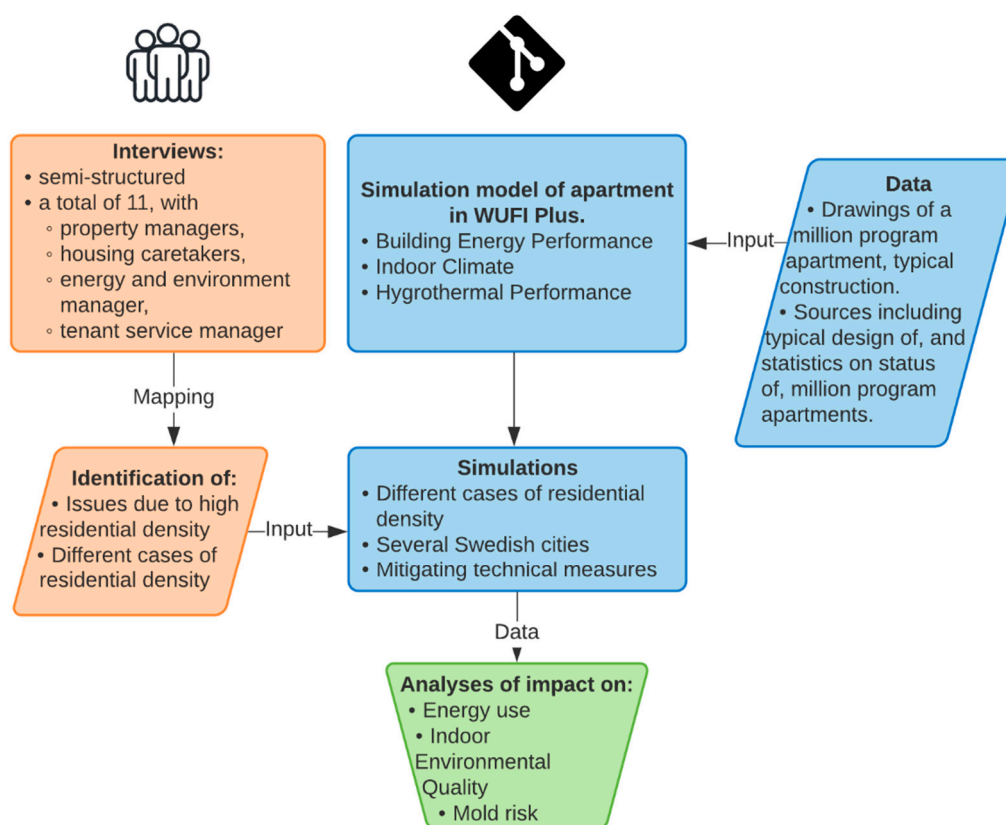 Interviews:
• semi-structured
• a total of 11, with
◦ property managers,
◦ housing caretakers,
◦ energy and environment
manager,
◦ tenant service manager
Mapping
Identification of:
• Issues due to high
residential density
• Different cases of
residential density
Input
Simulation model of apartment
in WUFI Plus.
• Building Energy Performance
• Indoor Climate
• Hygrothermal Performance
Input
Data
• Drawings of a
million program
apartment, typical
construction.
• Sources including
typical design of, and
statistics on status
of, million program
apartments.
Simulations
• Different cases of residential
density
• Several Swedish cities
• Mitigating technical measures
Data
Analyses of impact on:
• Energy use
• Indoor
Environmental
Quality
• Mold risk